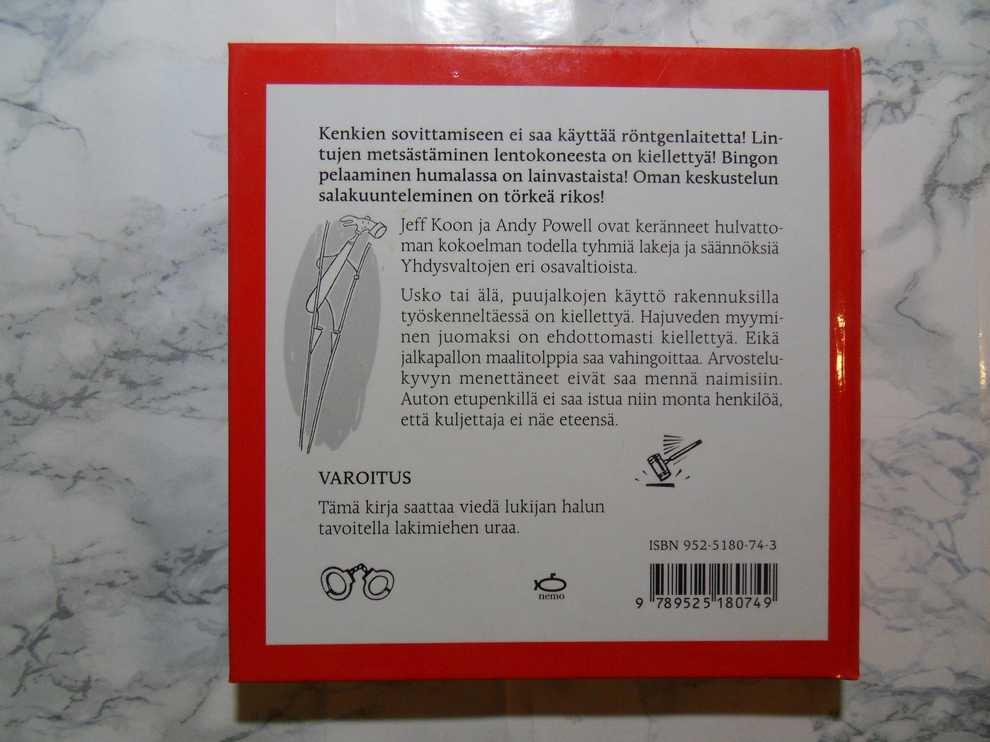 Kenkien sovittamiseen ei saa käyttää röntgenlaitetta! Lin-
tujen metsästäminen lentokoneesta on kiellettyä! Bingon
pelaaminen humalassa on lainvastaista! Oman keskustelun
salakuunteleminen on törkeä rikos!
Jeff Koon ja Andy Powell ovat keränneet hulvatto-
man kokoelman todella tyhmiä lakeja ja säännöksiä
Yhdysvaltojen eri osavaltioista.
Usko tai älä, puujalkojen käyttö rakennuksilla
työskenneltäessä on kiellettyä. Hajuveden myymi-
nen juomaksi on ehdottomasti kiellettyä. Eikä
jalkapallon maalitolppia saa vahingoittaa. Arvostelu-
kyvyn menettäneet eivät saa mennä naimisiin.
Auton etupenkillä ei saa istua niin monta henkilöä,
että kuljettaja ei näe eteensä.
VAROITUS
Tämä kirja saattaa viedä lukijan halun
tavoitella lakimiehen uraa.
ISBN 952-5180-74-3
nemo
9 789525 180749